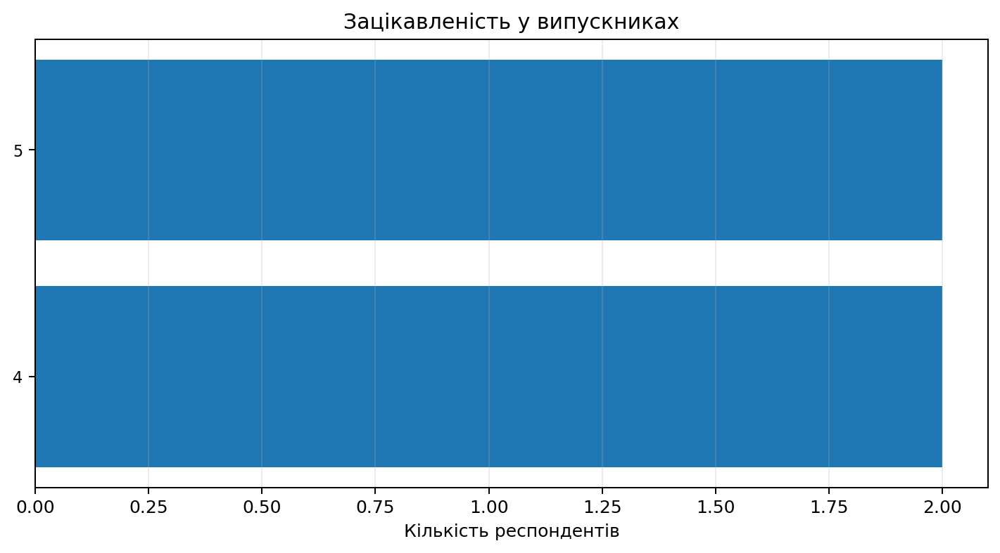 Зацікавленість у випускниках
5
4
0.00 0.25 0.50 0.75 1.00 1.25 1.50 1.75 2.00
Кількість респондентів